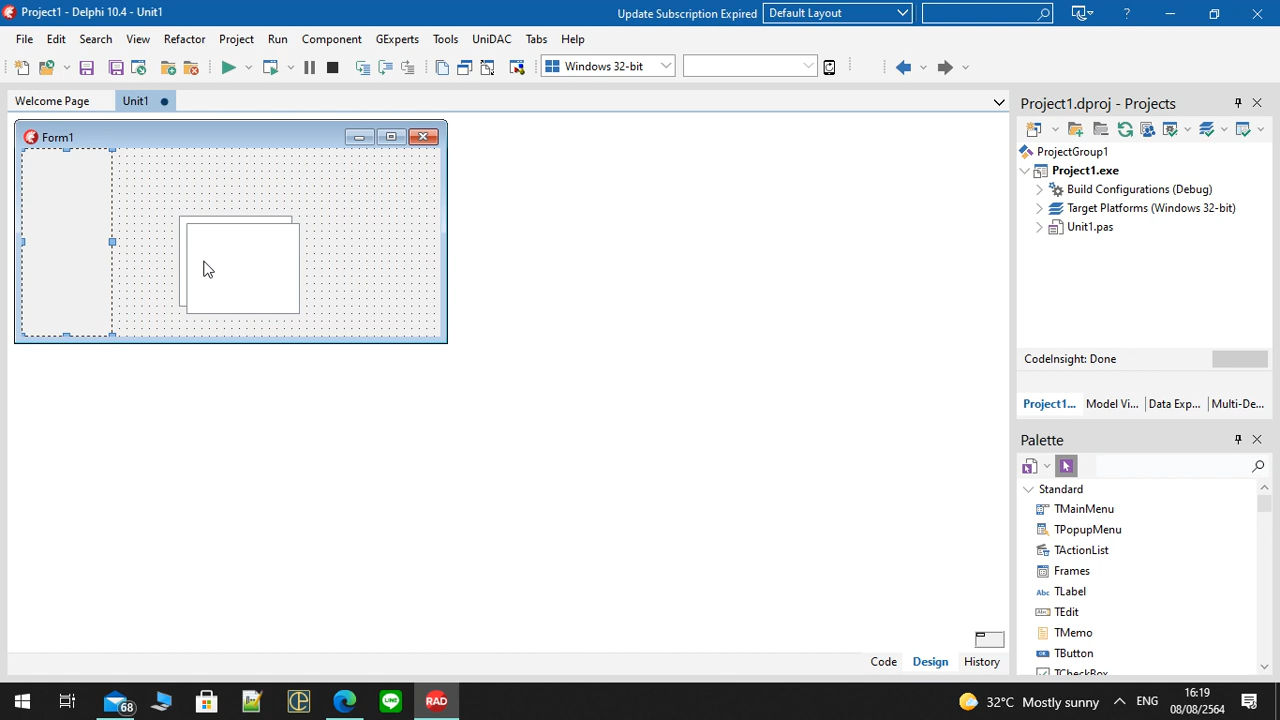 Project1 - Delphi 10.4 - Unit1
Update Subscription Expired
Default Layout
?
File Edit Search View Refactor Project Run Component GExperts Tools UniDAC Tabs Help
Windows 32-bit
Welcome Page
Unit1
Form1
Project1.dproj - Projects
ProjectGroup1
Project1.exe
Build Configurations (Debug)
Target Platforms (Windows 32-bit)
Unit1.pas
CodeInsight: Done
Project1... Model Vi... Data Exp... Multi-De...
Palette
Standard
TMainMenu
TPopupMenu
TActionList
Frames
Abc TLabel
TEdit
TMemo
TButton
TCheckBox
Code Design History
68
RAD
32°C Mostly sunny
ENG
16:19
08/08/2564